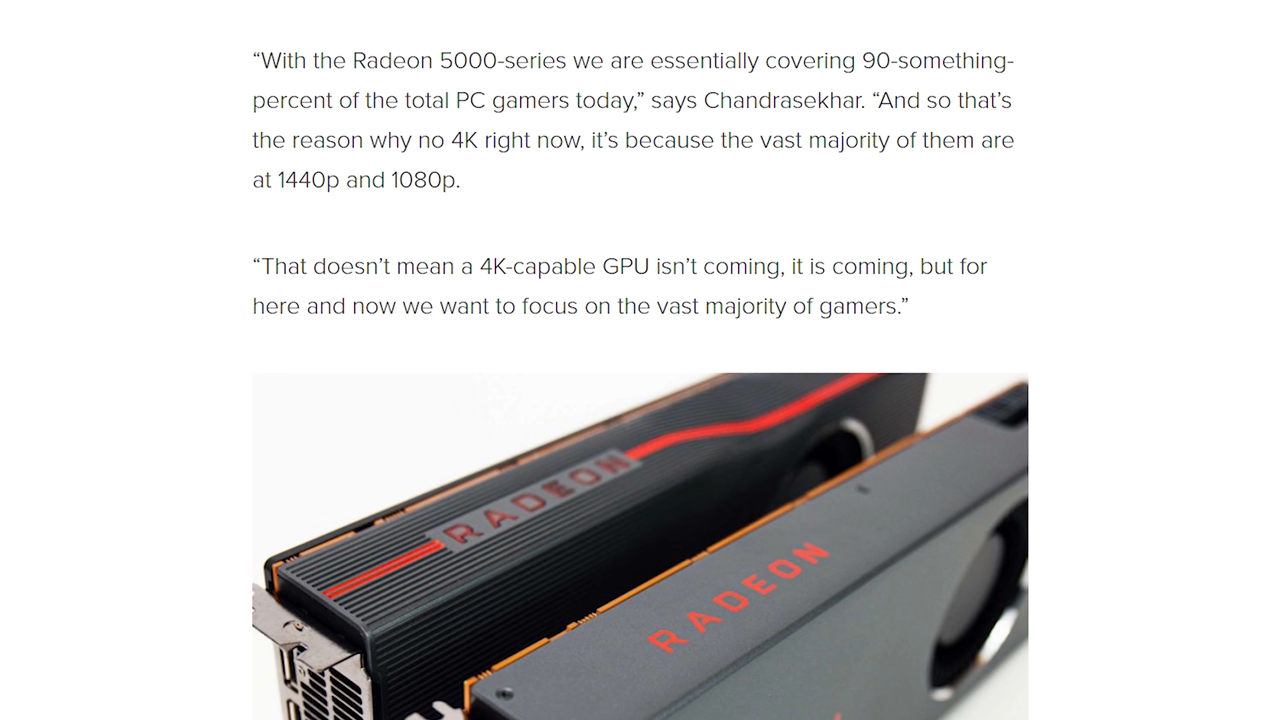 “With the Radeon 5000-series we are essentially covering 90-something-
percent of the total PC gamers today,” says Chandrasekhar. “And so that’s
the reason why no 4K right now, it’s because the vast majority of them are
at 1440p and 1080p.
“That doesn’t mean a 4K-capable GPU isn’t coming, it is coming, but for
here and now we want to focus on the vast majority of gamers.”
RADEON
RADEON